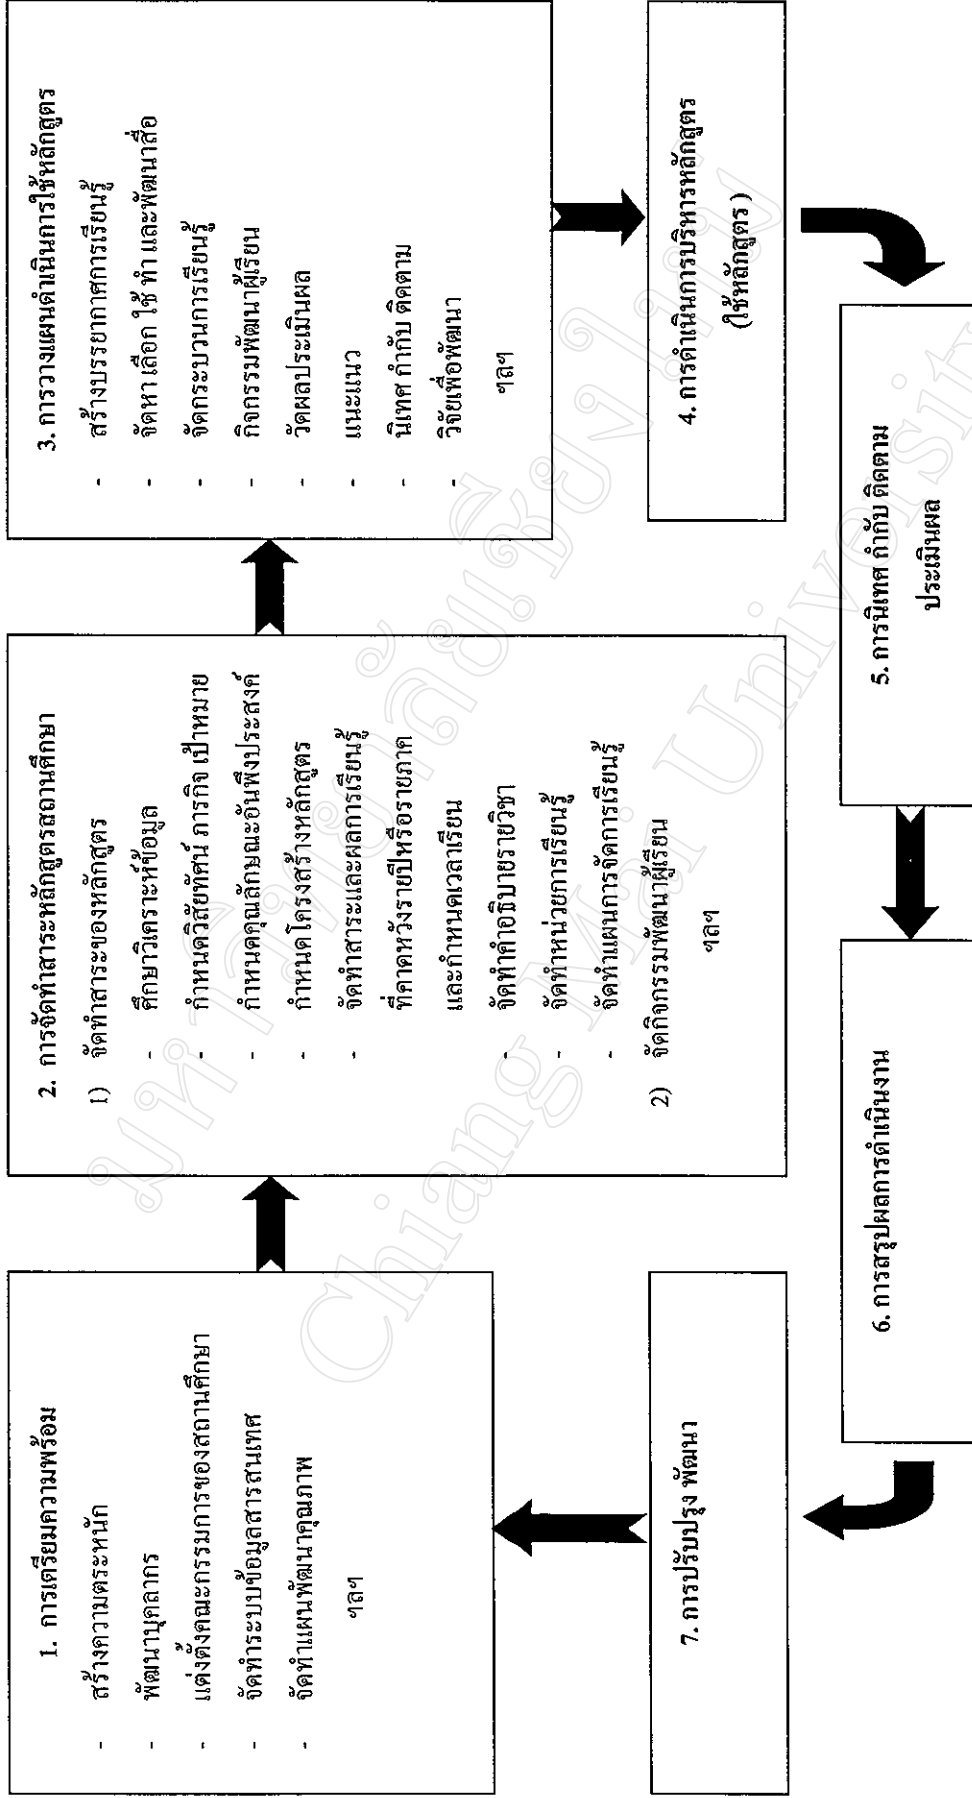 1. การเตรียมความพร้อม
- สร้างความตระหนัก
- พัฒนาบุคลากร
- แต่งตั้งคณะกรรมการของสถานศึกษา
- จัดทำระบบข้อมูลสารสนเทศ
- จัดทำแผนพัฒนาคุณภาพ
ฯลฯ
2. การจัดทำสาระหลักสูตรสถานศึกษา
1) จัดทำสาระของหลักสูตร
- ศึกษาวิเคราะห์ข้อมูล
- กำหนดวิสัยทัศน์ ภารกิจ เป้าหมาย
- กำหนดคุณลักษณะอันพึงประสงค์
- กำหนดโครงสร้างหลักสูตร
- จัดทำสาระและผลการเรียนรู้
ที่คาดหวังรายปีหรือรายภาค
และกำหนดเวลาเรียน
- จัดทำคำอธิบายรายวิชา
- จัดทำหน่วยการเรียนรู้
- จัดทำแผนการจัดการเรียนรู้
2) จัดกิจกรรมพัฒนาผู้เรียน
ฯลฯ
3. การวางแผนดำเนินการใช้หลักสูตร
- สร้างบรรยากาศการเรียนรู้
- จัดหา เลือก ใช้ ทำ และพัฒนาสื่อ
- จัดกระบวนการเรียนรู้
- กิจกรรมพัฒนาผู้เรียน
- วัดผลประเมินผล
- แนะแนว
- นิเทศ กำกับ ติดตาม
- วิจัยเพื่อพัฒนา
ฯลฯ
4. การดำเนินการบริหารหลักสูตร
(ใช้หลักสูตร )
5. การนิเทศ กำกับ ติดตาม
ประเมินผล
6. การสรุปผลการดำเนินงาน
7. การปรับปรุง พัฒนา
มหาวิทยาลัยเชียงใหม่
Chiang Mai University